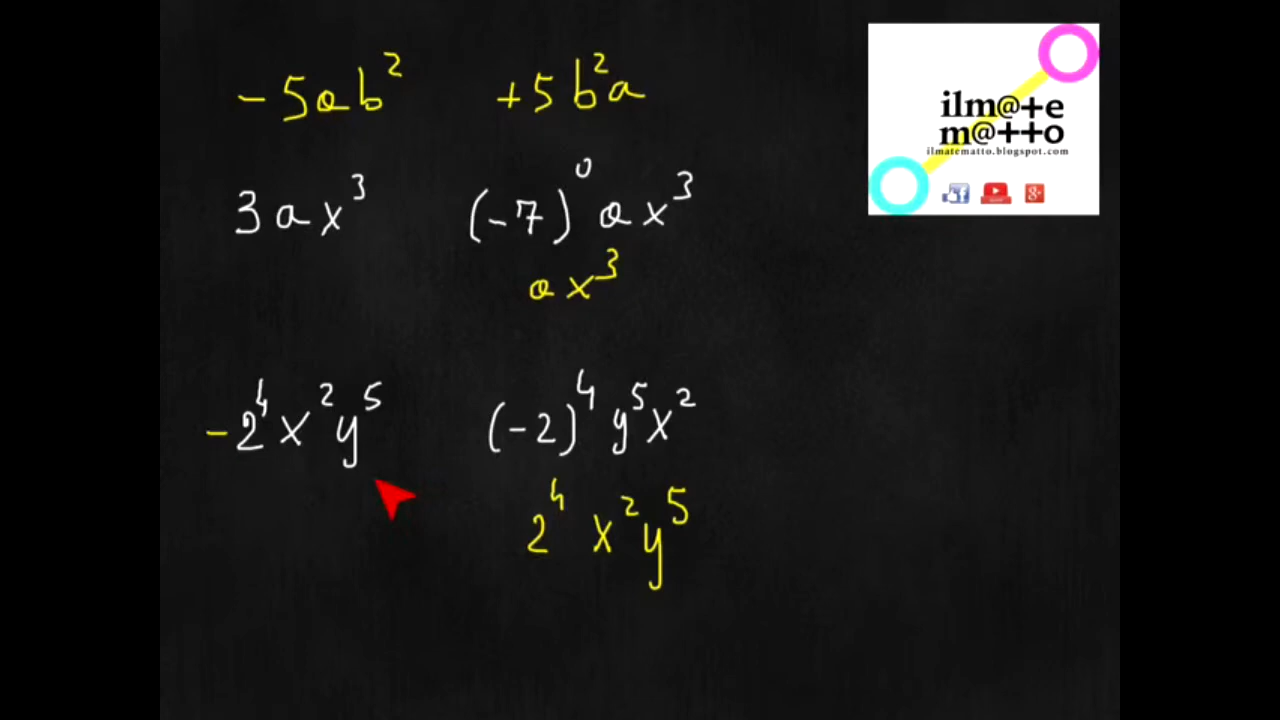 -5ab² +5b²a
ilm@+e
m@++o
ilmatematto.blogspot.com
3ax³ (-7)⁰ax³
ax³
-2⁴x²y⁵ (-2)⁴y⁵x²
2⁴x²y⁵